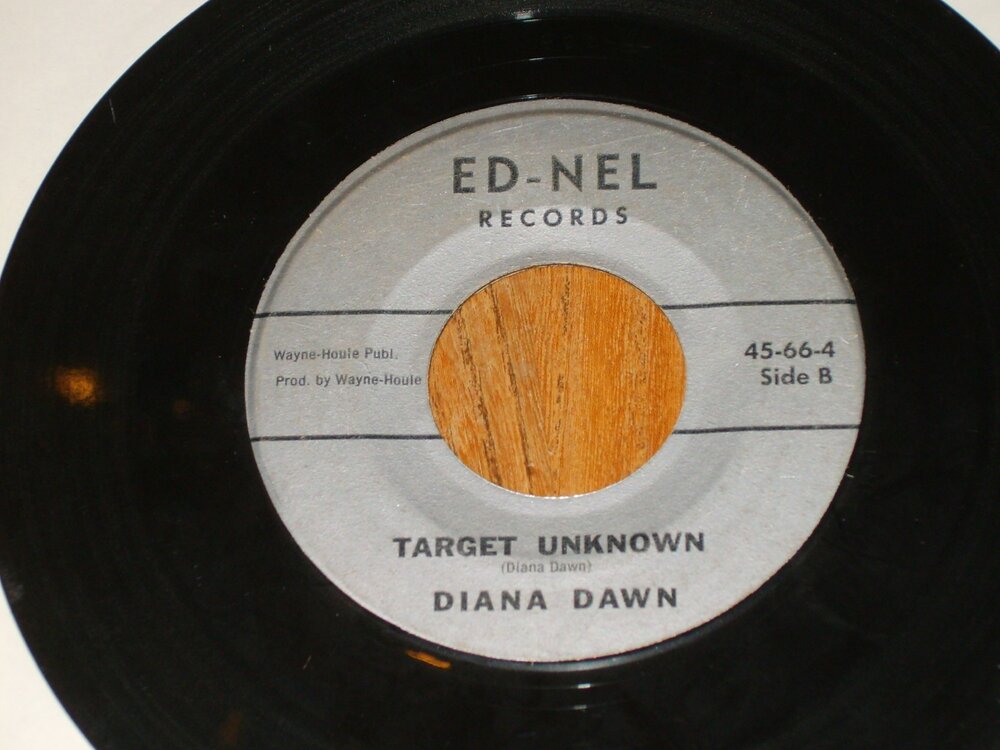 ED-NEL
RECORDS
Wayne-Houle Publ.
Prod. by Wayne-Houle
45-66-4
Side B
TARGET UNKNOWN
(Diana Dawn)
DIANA DAWN